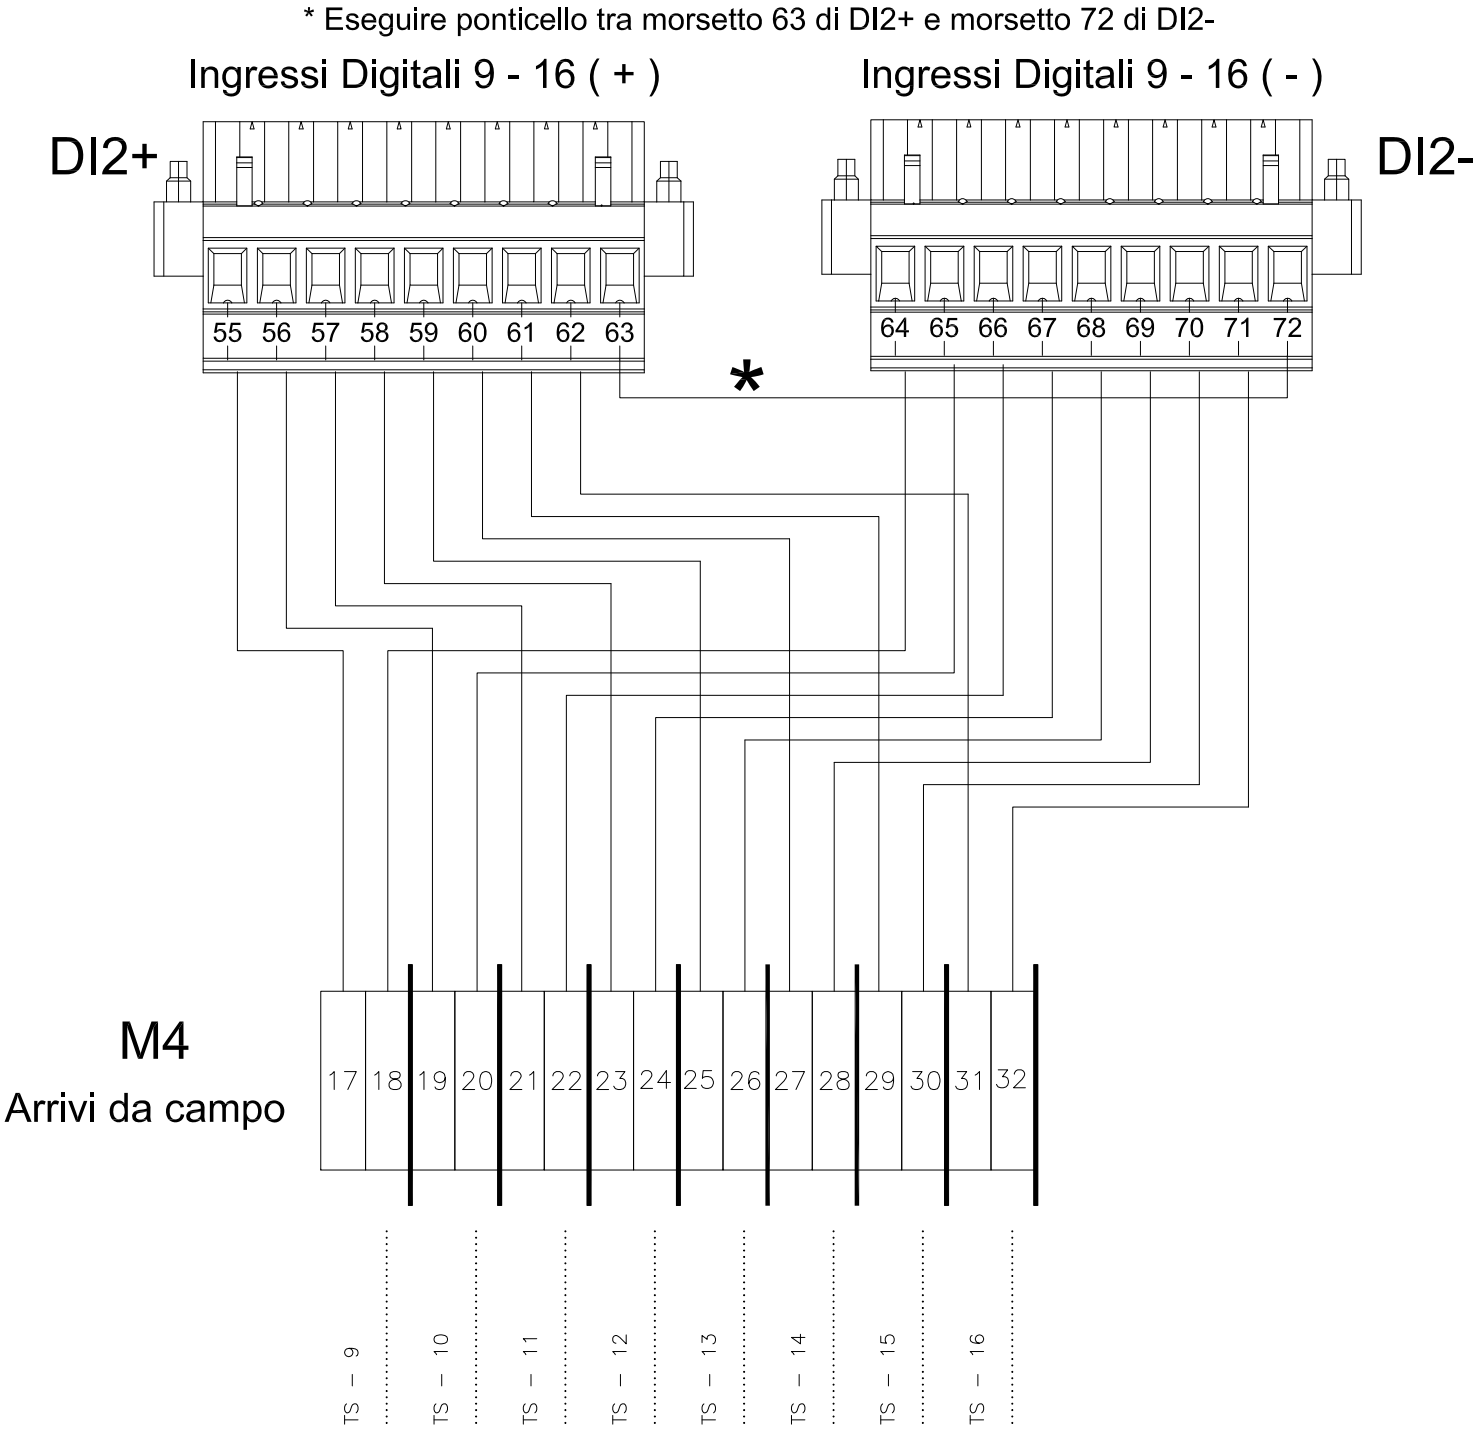 * Eseguire ponticello tra morsetto 63 di DI2+ e morsetto 72 di DI2-
Ingressi Digitali 9 - 16 ( + )
Ingressi Digitali 9 - 16 ( - )
DI2+
DI2-
55 56 57 58 59 60 61 62 63
64 65 66 67 68 69 70 71 72
*
M4
Arrivi da campo
17 18 19 20 21 22 23 24 25 26 27 28 29 30 31 32
TS - 9
TS - 10
TS - 11
TS - 12
TS - 13
TS - 14
TS - 15
TS - 16